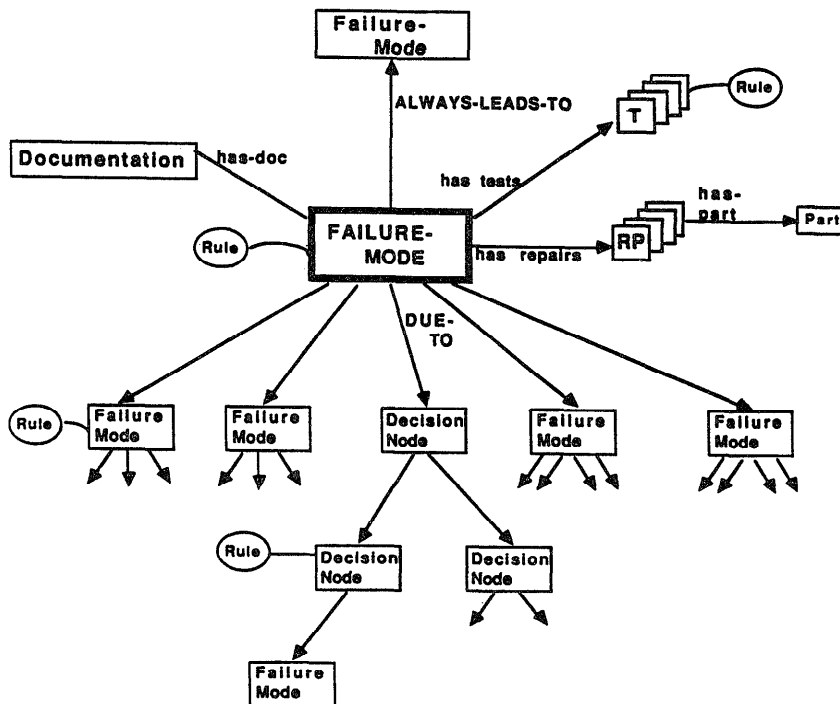 Failure-
Mode
ALWAYS-LEADS-TO
T
Rule
Documentation
has-doc
has tests
has-
part
Rule
FAILURE-
MODE
has repairs
RP
Part
DUE-
TO
Rule
Failure
Mode
Failure
Mode
Decision
Node
Failure
Mode
Failure
Mode
Rule
Decision
Node
Decision
Node
Failure
Mode